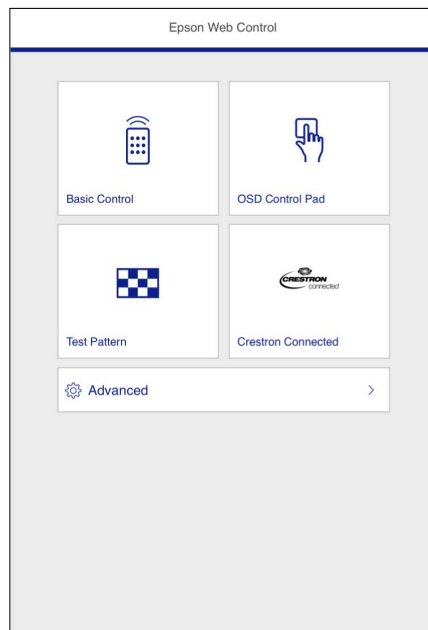 Epson Web Control
Basic Control
OSD Control Pad
CRESTRON
connected
Test Pattern
Crestron Connected
Advanced